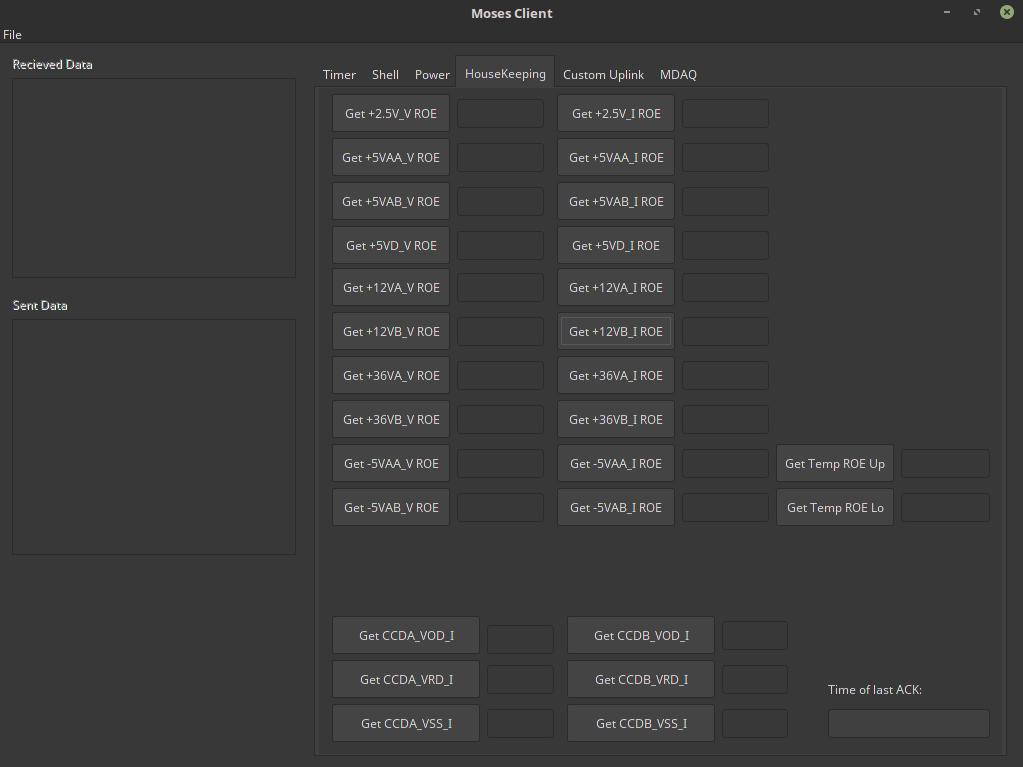 Moses Client
File
Recieved Data
Sent Data
Timer Shell Power HouseKeeping Custom Uplink MDAQ
Get +2.5V_V ROE Get +2.5V_I ROE
Get +5VAA_V ROE Get +5VAA_I ROE
Get +5VAB_V ROE Get +5VAB_I ROE
Get +5VD_V ROE Get +5VD_I ROE
Get +12VA_V ROE Get +12VA_I ROE
Get +12VB_V ROE Get +12VB_I ROE
Get +36VA_V ROE Get +36VA_I ROE
Get +36VB_V ROE Get +36VB_I ROE
Get -5VAA_V ROE Get -5VAA_I ROE Get Temp ROE Up
Get -5VAB_V ROE Get -5VAB_I ROE Get Temp ROE Lo
Get CCDA_VOD_I Get CCDB_VOD_I
Get CCDA_VRD_I Get CCDB_VRD_I
Time of last ACK:
Get CCDA_VSS_I Get CCDB_VSS_I